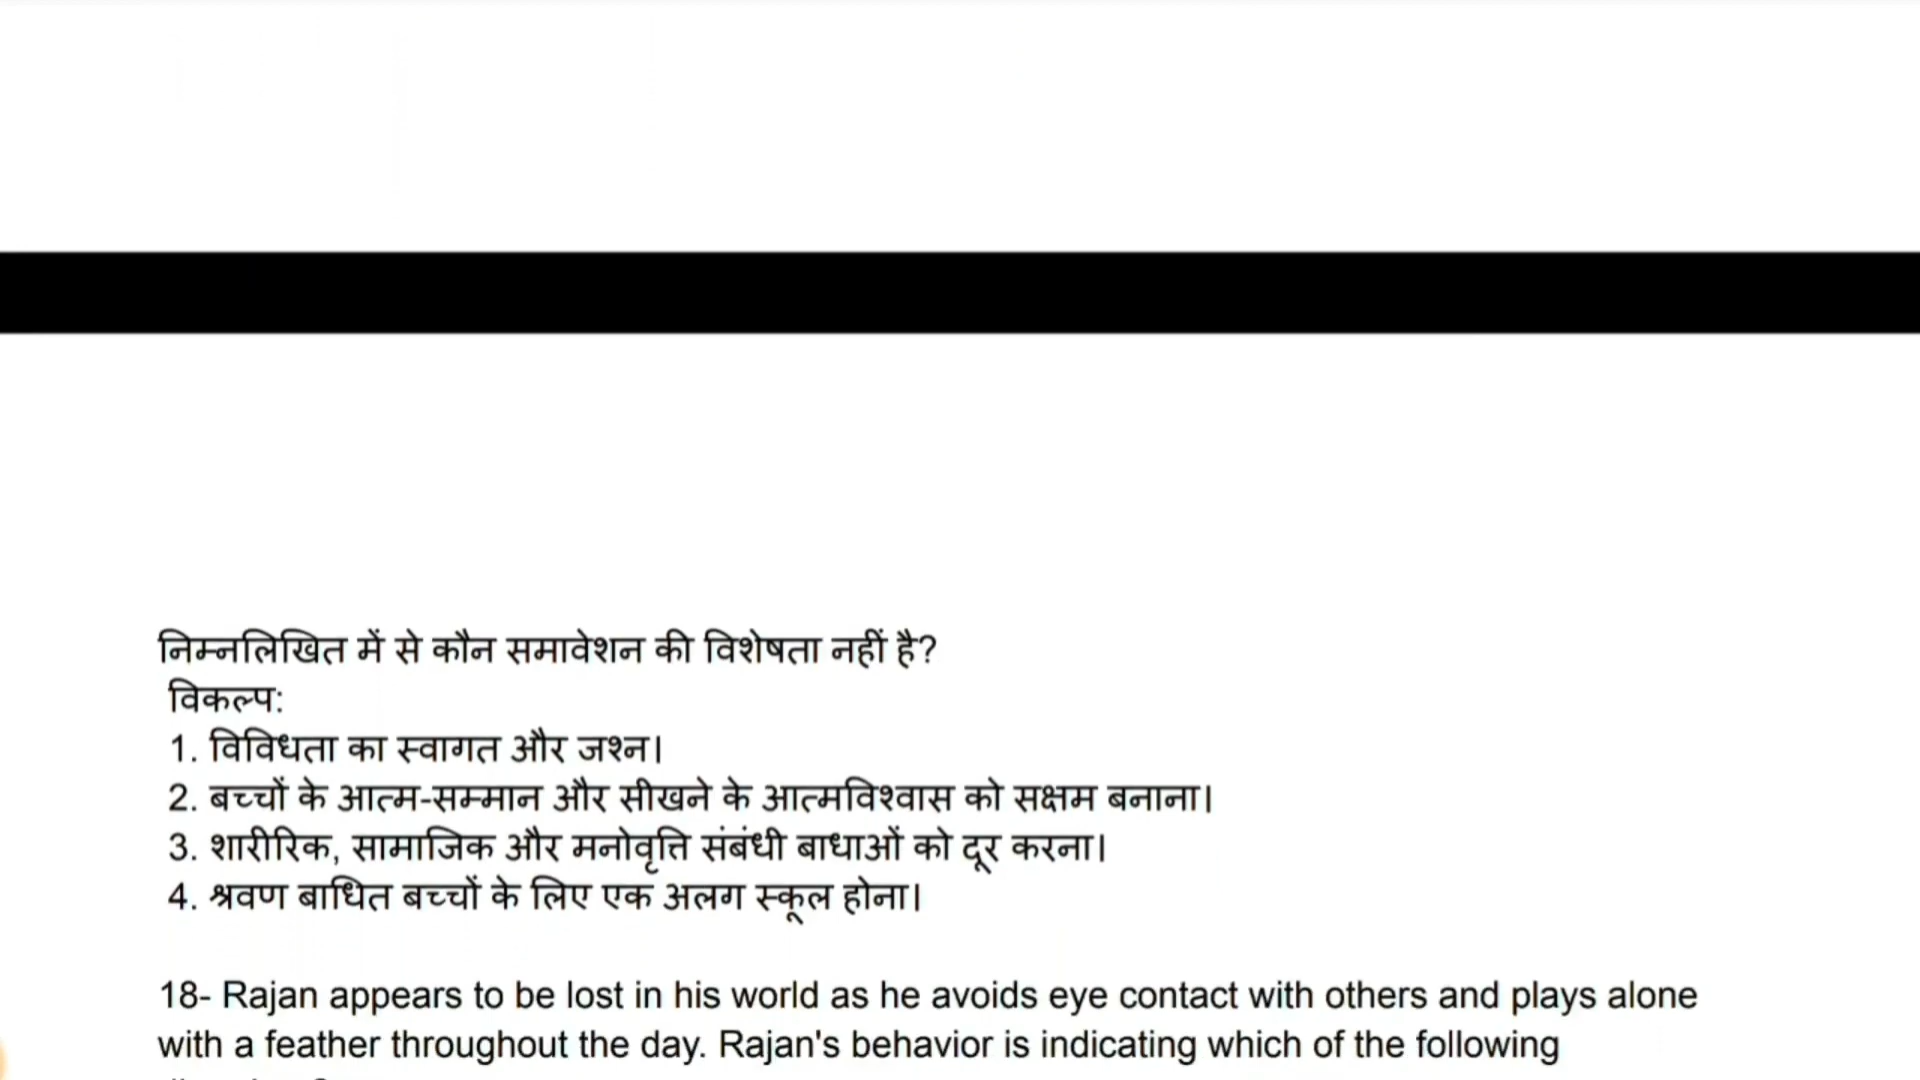 निम्नलिखित में से कौन समावेशन की विशेषता नहीं है?
विकल्प:
1. विविधता का स्वागत और जश्न।
2. बच्चों के आत्म-सम्मान और सीखने के आत्मविश्वास को सक्षम बनाना।
3. शारीरिक, सामाजिक और मनोवृत्ति संबंधी बाधाओं को दूर करना।
4. श्रवण बाधित बच्चों के लिए एक अलग स्कूल होना।
18- Rajan appears to be lost in his world as he avoids eye contact with others and plays alone
with a feather throughout the day. Rajan's behavior is indicating which of the following